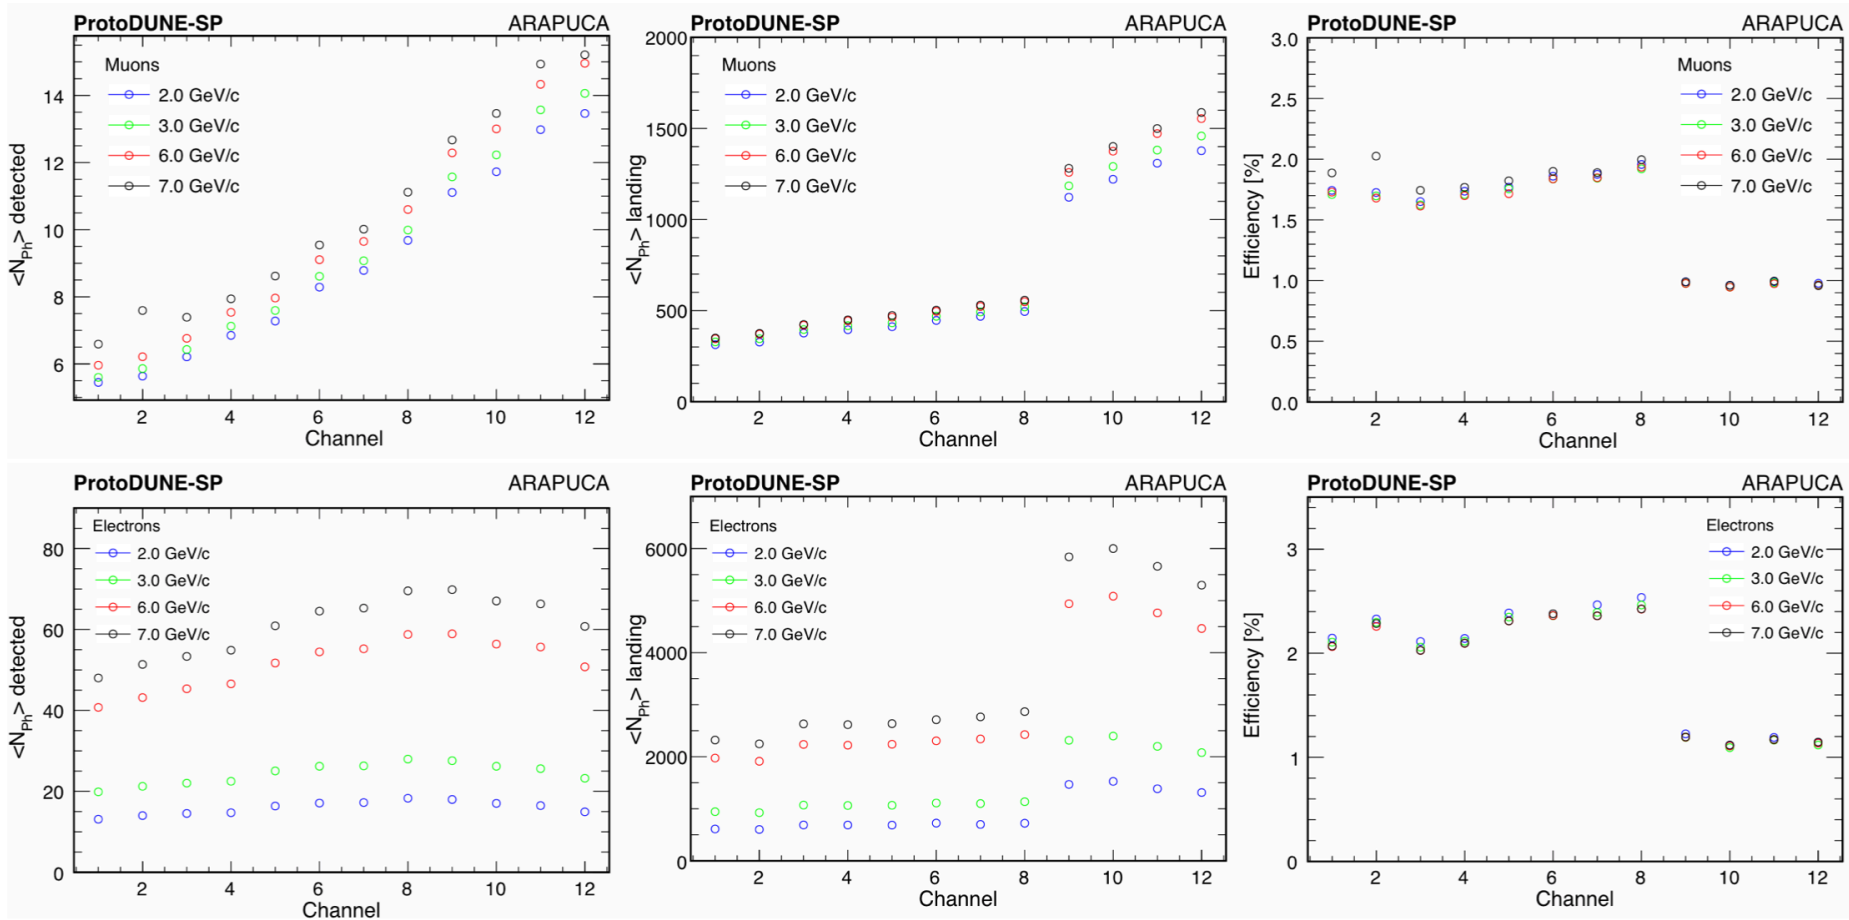 ProtoDUNE-SP ARAPUCA
Muons
2.0 GeV/c
3.0 GeV/c
6.0 GeV/c
7.0 GeV/c
<N_Ph> detected
14
12
10
8
6
2 4 6 8 10 12
Channel
ProtoDUNE-SP ARAPUCA
Muons
2.0 GeV/c
3.0 GeV/c
6.0 GeV/c
7.0 GeV/c
<N_Ph> landing
2000
1500
1000
500
0
2 4 6 8 10 12
Channel
ProtoDUNE-SP ARAPUCA
Muons
2.0 GeV/c
3.0 GeV/c
6.0 GeV/c
7.0 GeV/c
Efficiency [%]
3.0
2.5
2.0
1.5
1.0
0.5
0.0
2 4 6 8 10 12
Channel
ProtoDUNE-SP ARAPUCA
Electrons
2.0 GeV/c
3.0 GeV/c
6.0 GeV/c
7.0 GeV/c
<N_Ph> detected
80
60
40
20
0
2 4 6 8 10 12
Channel
ProtoDUNE-SP ARAPUCA
Electrons
2.0 GeV/c
3.0 GeV/c
6.0 GeV/c
7.0 GeV/c
<N_Ph> landing
6000
4000
2000
0
2 4 6 8 10 12
Channel
ProtoDUNE-SP ARAPUCA
Electrons
2.0 GeV/c
3.0 GeV/c
6.0 GeV/c
7.0 GeV/c
Efficiency [%]
3
2
1
0
2 4 6 8 10 12
Channel